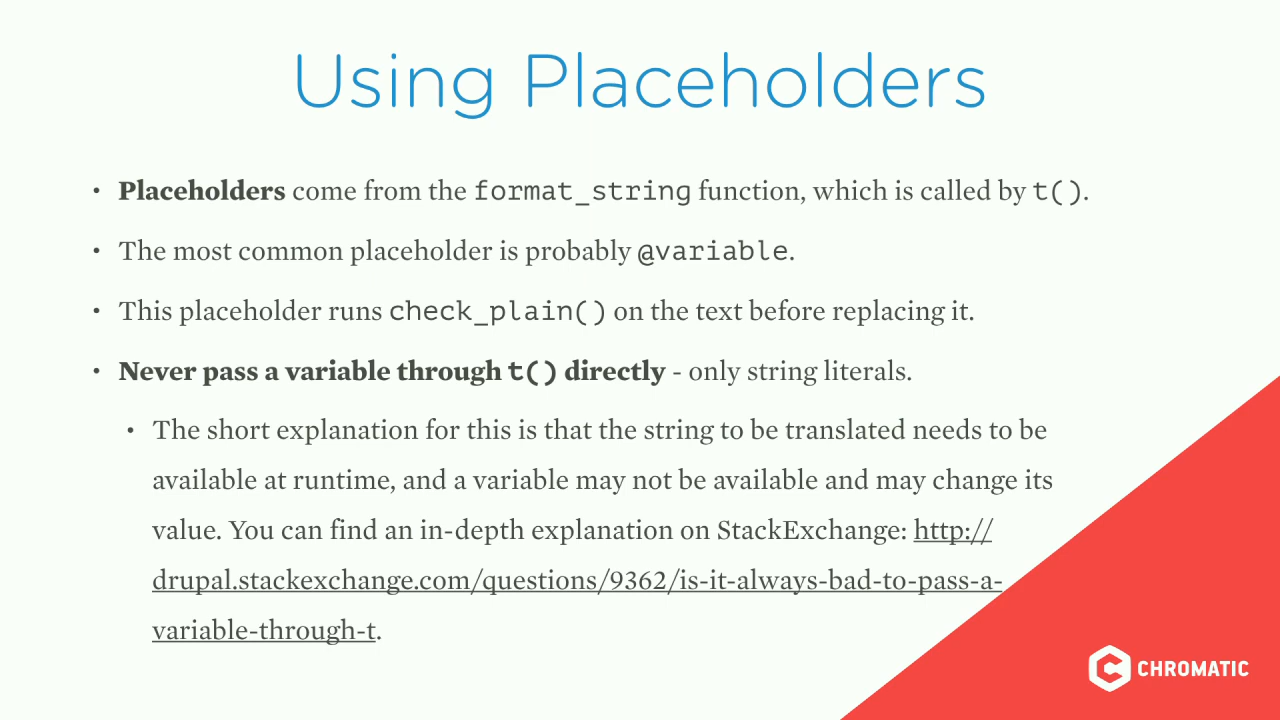 Using Placeholders
• Placeholders come from the format_string function, which is called by t().
• The most common placeholder is probably @variable.
• This placeholder runs check_plain() on the text before replacing it.
• Never pass a variable through t() directly - only string literals.
• The short explanation for this is that the string to be translated needs to be
available at runtime, and a variable may not be available and may change its
value. You can find an in-depth explanation on StackExchange: http://
drupal.stackexchange.com/questions/9362/is-it-always-bad-to-pass-a-
variable-through-t.
CHROMATIC